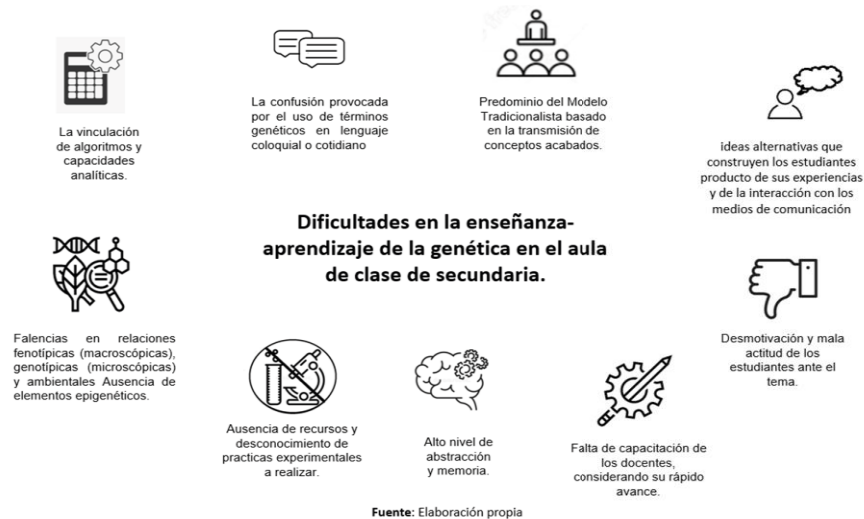 La vinculación
de algoritmos y
capacidades
analíticas.
La confusión provocada
por el uso de términos
genéticos en lenguaje
coloquial o cotidiano
Predominio del Modelo
Tradicionalista basado
en la transmisión de
conceptos acabados.
ideas alternativas que
construyen los estudiantes
producto de sus experiencias
y de la interacción con los
medios de comunicación
Dificultades en la enseñanza-
aprendizaje de la genética en el aula
de clase de secundaria.
Falencias en relaciones
fenotípicas (macroscópicas),
genotípicas (microscópicas)
y ambientales Ausencia de
elementos epigenéticos.
Desmotivación y mala
actitud de los
estudiantes ante el
tema.
Ausencia de recursos y
desconocimiento de
practicas experimentales
a realizar.
Alto nivel de
abstracción
y memoria.
Falta de capacitación de
los docentes,
considerando su rápido
avance.
Fuente: Elaboración propia